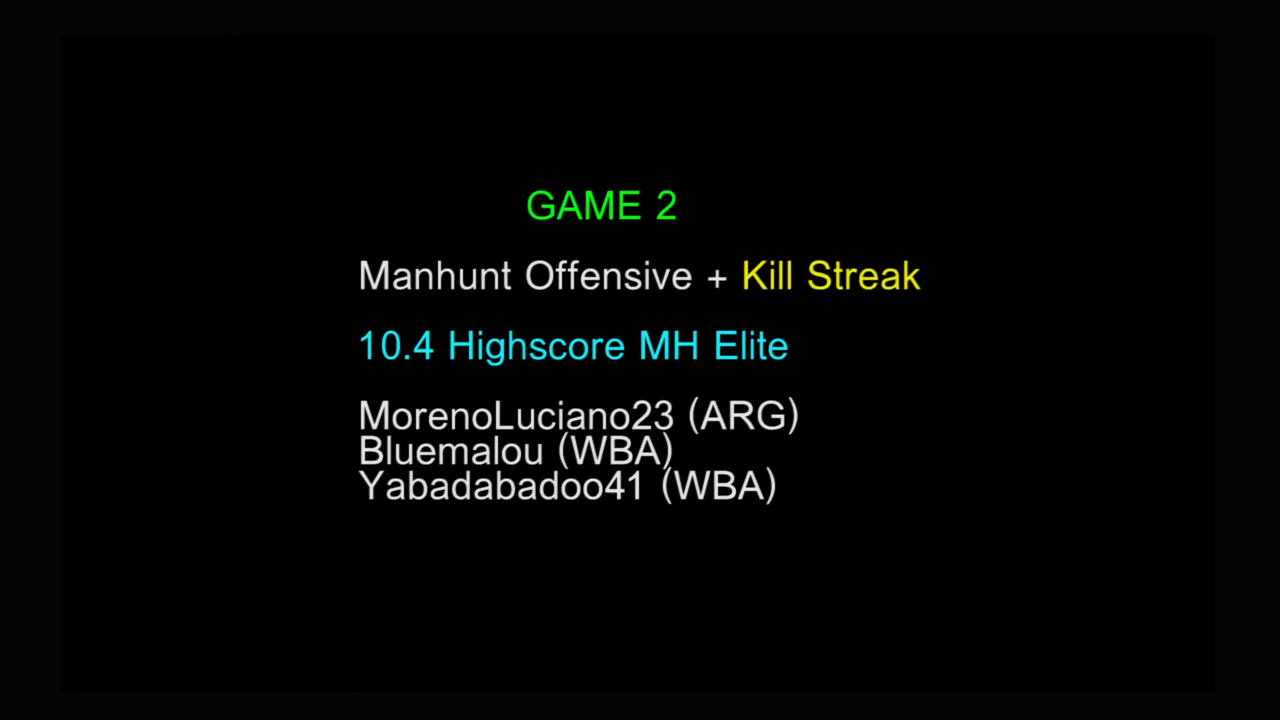 GAME 2
Manhunt Offensive + Kill Streak
10.4 Highscore MH Elite
MorenoLuciano23 (ARG)
Bluemalou (WBA)
Yabadabadoo41 (WBA)